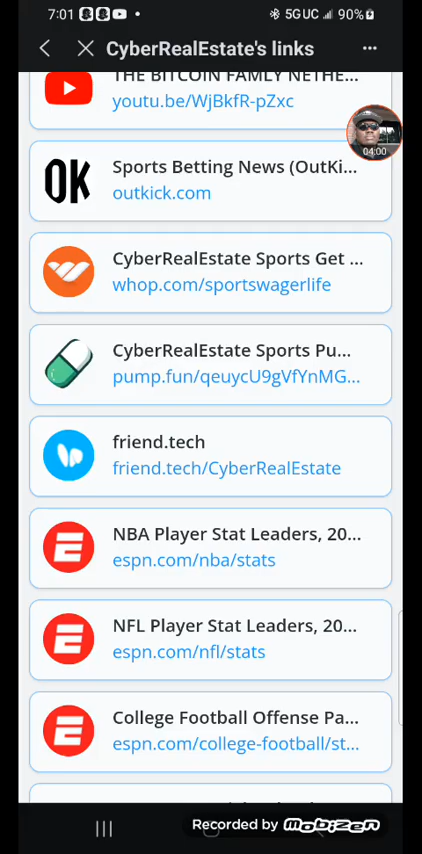 7:01
5GUC
90%
CyberRealEstate's links
THE BITCOIN FAMLY NETHE...
youtu.be/WjBkfR-pZxc
04:00
OK
Sports Betting News (OutKi...
outkick.com
CyberRealEstate Sports Get ...
whop.com/sportswagerlife
CyberRealEstate Sports Pu...
pump.fun/qeuycU9gVfYnMG...
friend.tech
friend.tech/CyberRealEstate
NBA Player Stat Leaders, 20...
espn.com/nba/stats
NFL Player Stat Leaders, 20...
espn.com/nfl/stats
College Football Offense Pa...
espn.com/college-football/st...
Recorded by MOBIZEN